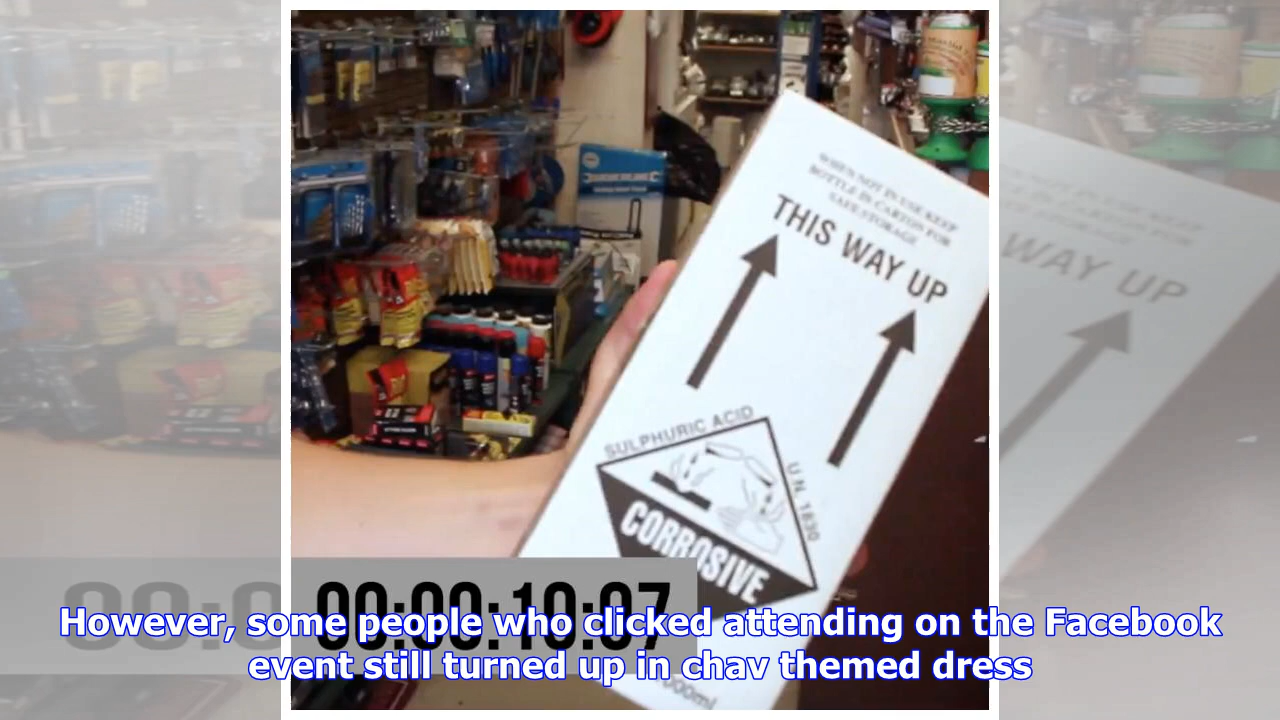 WHEN NOT IN USE KEEP
BOTTLE IN CARTON FOR
SAFE STORAGE
THIS WAY UP
SULPHURIC ACID
U.N. 1830
CORROSIVE
00:00:10:07
However, some people who clicked attending on the Facebook
event still turned up in chav themed dress